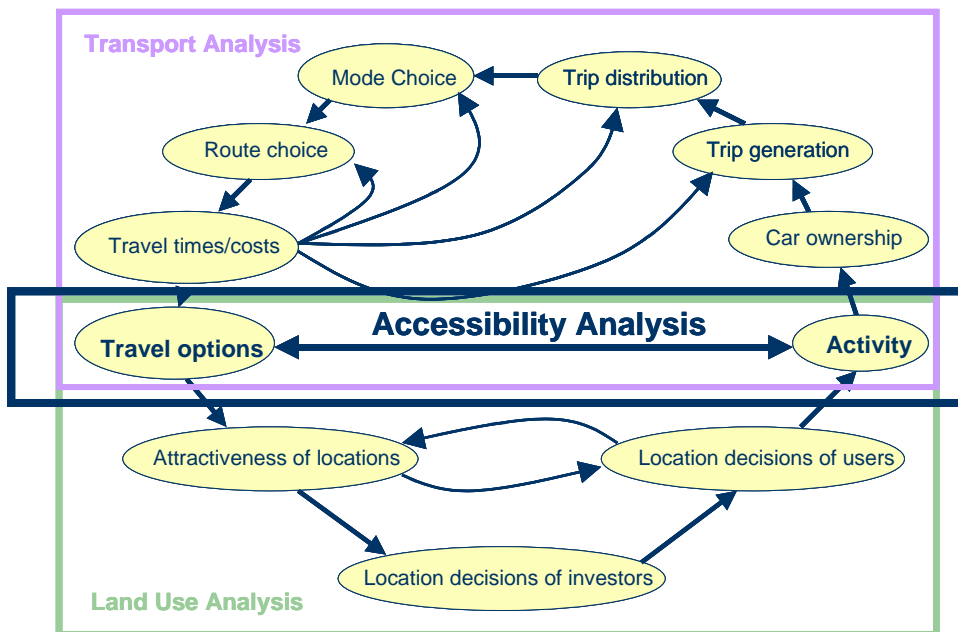 Transport Analysis
Mode Choice
Trip distribution
Route choice
Trip generation
Travel times/costs
Car ownership
Accessibility Analysis
Travel options
Activity
Attractiveness of locations
Location decisions of users
Location decisions of investors
Land Use Analysis